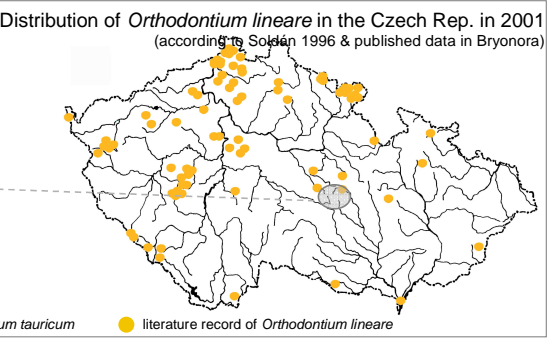 Distribution of Orthodontium lineare in the Czech Rep. in 2001
(according to Soldán 1996 & published data in Bryonora)
um tauricum
literature record of Orthodontium lineare